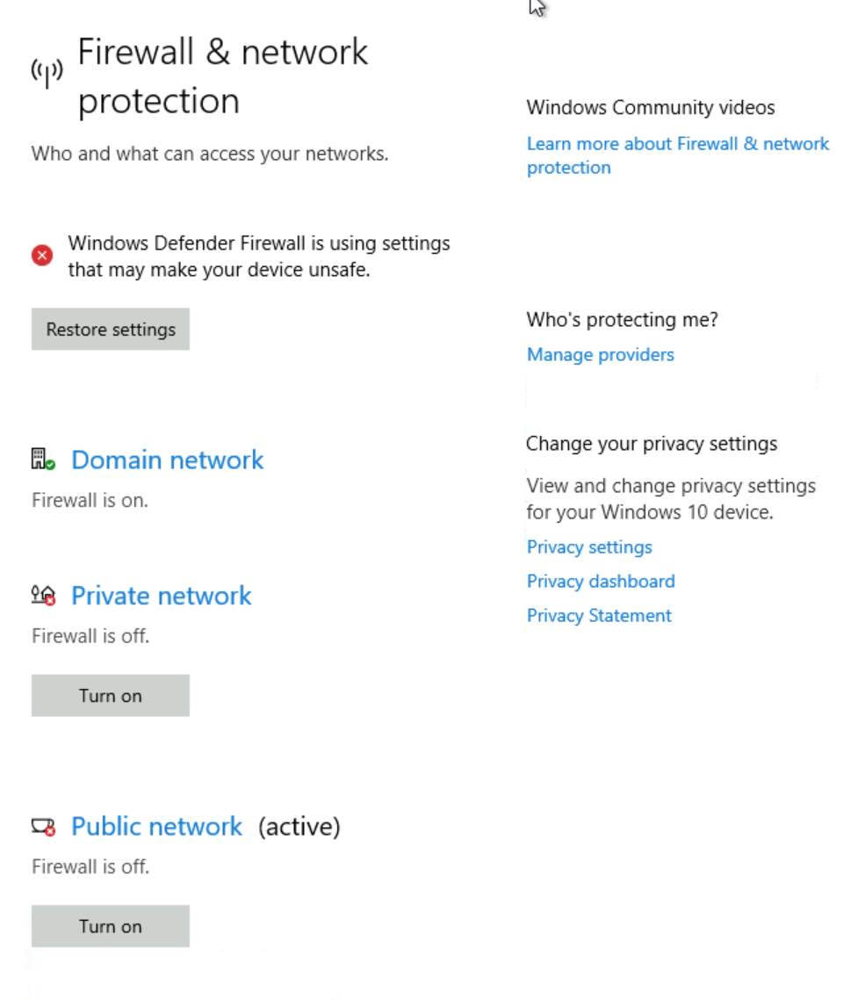 Firewall & network
protection
Who and what can access your networks.
Windows Defender Firewall is using settings
that may make your device unsafe.
Restore settings
Domain network
Firewall is on.
Private network
Firewall is off.
Turn on
Public network (active)
Firewall is off.
Turn on
Windows Community videos
Learn more about Firewall & network
protection
Who's protecting me?
Manage providers
Change your privacy settings
View and change privacy settings
for your Windows 10 device.
Privacy settings
Privacy dashboard
Privacy Statement